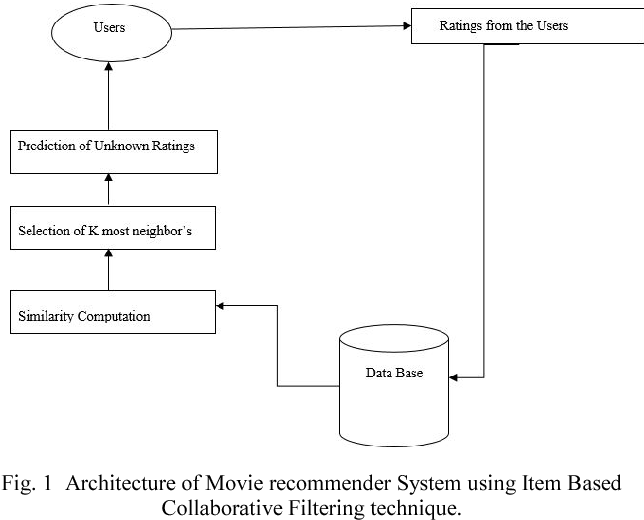 Users
Ratings from the Users
Prediction of Unknown Ratings
Selection of K most neighbor's
Similarity Computation
Data Base
Fig. 1 Architecture of Movie recommender System using Item Based
Collaborative Filtering technique.